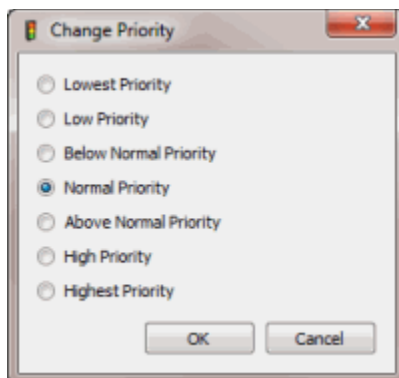 Change Priority
Lowest Priority
Low Priority
Below Normal Priority
Normal Priority
Above Normal Priority
High Priority
Highest Priority
OK Cancel